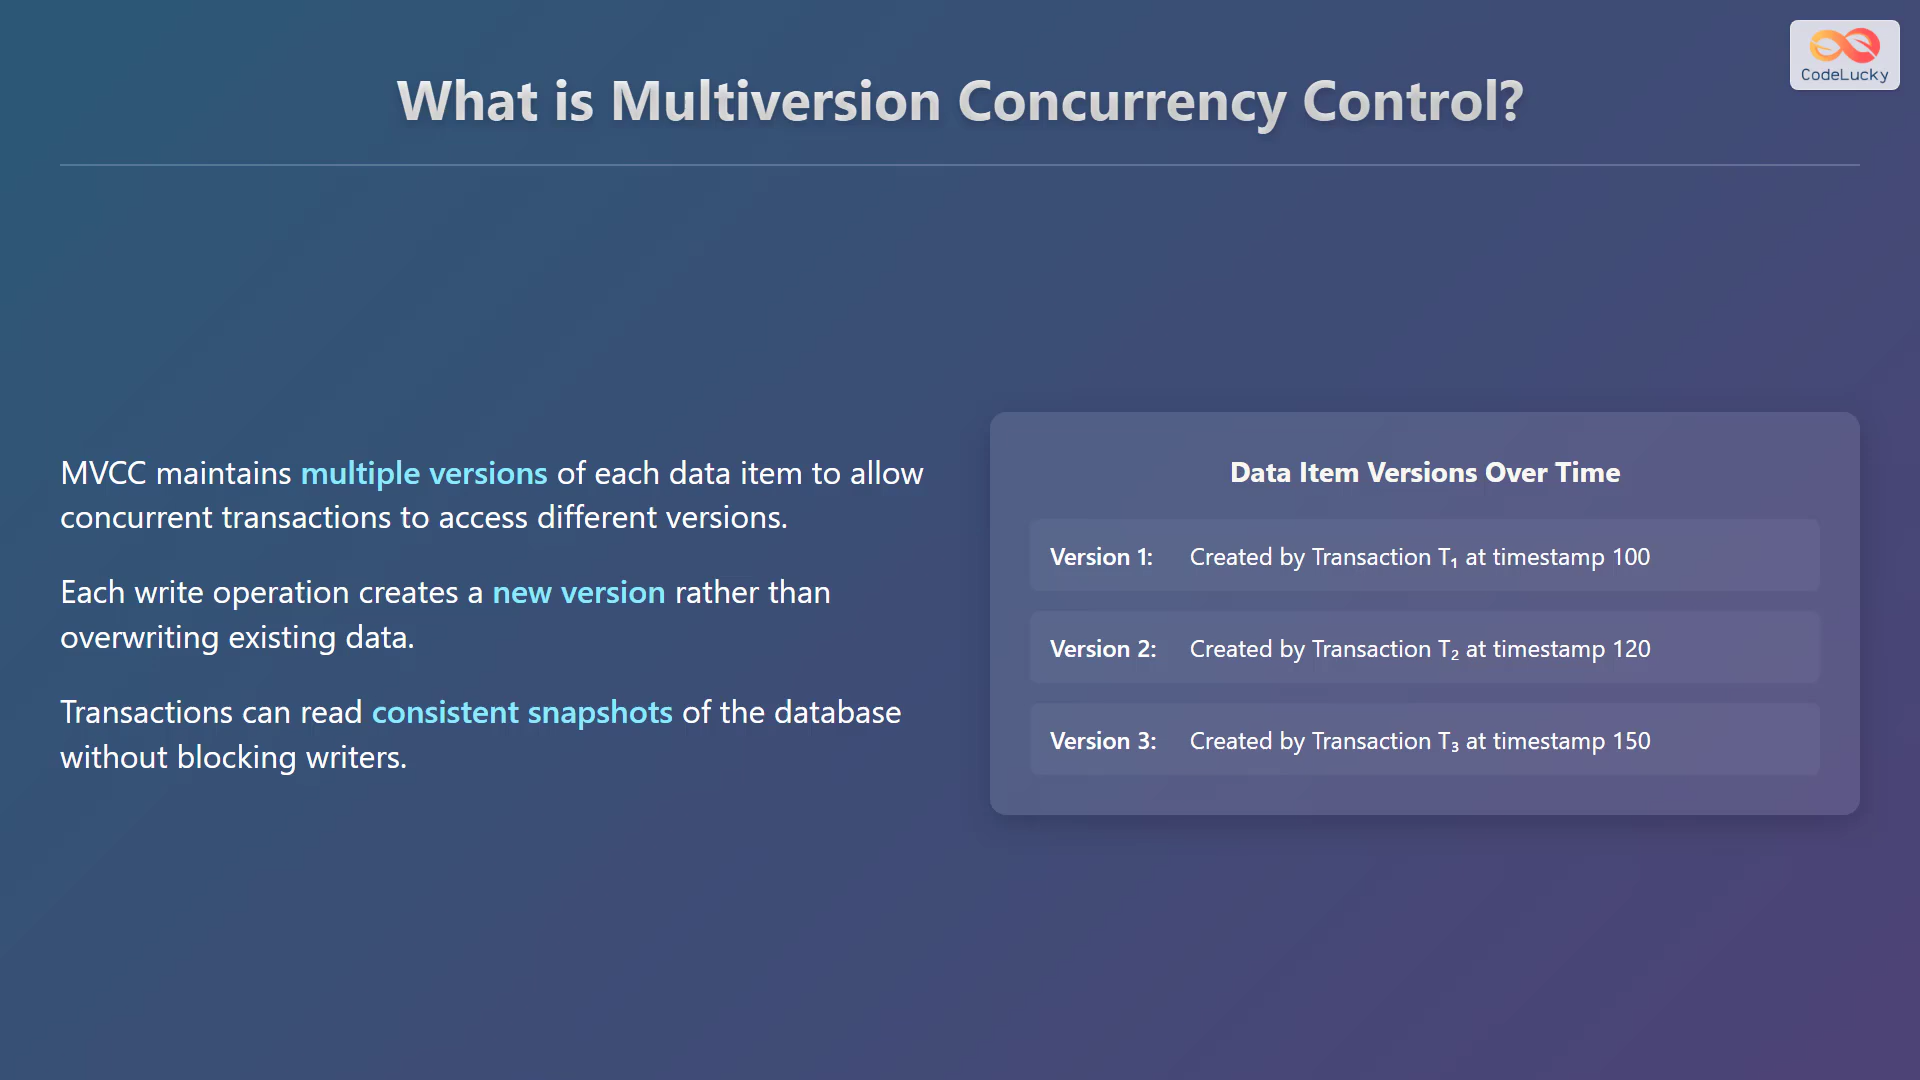 CodeLucky
What is Multiversion Concurrency Control?
MVCC maintains multiple versions of each data item to allow
concurrent transactions to access different versions.
Each write operation creates a new version rather than
overwriting existing data.
Transactions can read consistent snapshots of the database
without blocking writers.
Data Item Versions Over Time
Version 1: Created by Transaction T₁ at timestamp 100
Version 2: Created by Transaction T₂ at timestamp 120
Version 3: Created by Transaction T₃ at timestamp 150